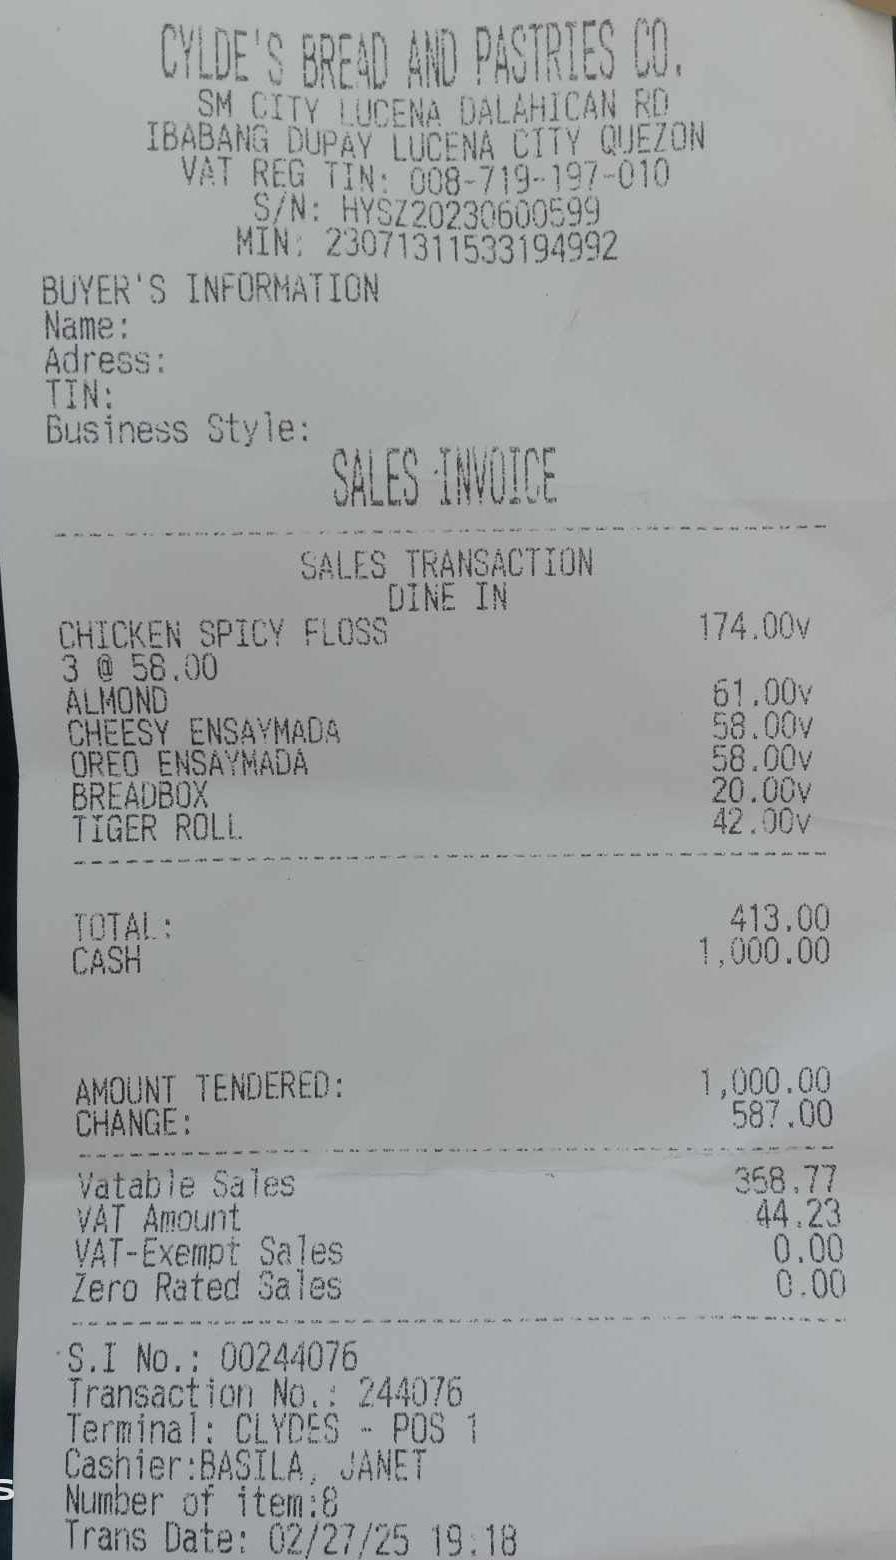 CYLDE'S BREAD AND PASTRIES CO.
SM CITY LUCENA DALAHICAN RD
IBABANG DUPAY LUCENA CITY QUEZON
VAT REG TIN: 008-719-197-010
S/N: HYSZ20230600599
MIN: 23071311533194992
BUYER'S INFORMATION
Name:
Adress:
TIN:
Business Style:
SALES INVOICE
SALES TRANSACTION
DINE IN
CHICKEN SPICY FLOSS 174.00v
3 @ 58.00
ALMOND 61.00v
CHEESY ENSAYMADA 58.00v
OREO ENSAYMADA 58.00v
BREADBOX 20.00v
TIGER ROLL 42.00v
TOTAL: 413.00
CASH 1,000.00
AMOUNT TENDERED: 1,000.00
CHANGE: 587.00
Vatable Sales 368.77
VAT Amount 44.23
VAT-Exempt Sales 0.00
Zero Rated Sales 0.00
S.I No.: 00244076
Transaction No.: 244076
Terminal: CLYDES - POS 1
Cashier:BASILA, JANET
Number of item:8
Trans Date: 02/27/25 19:18